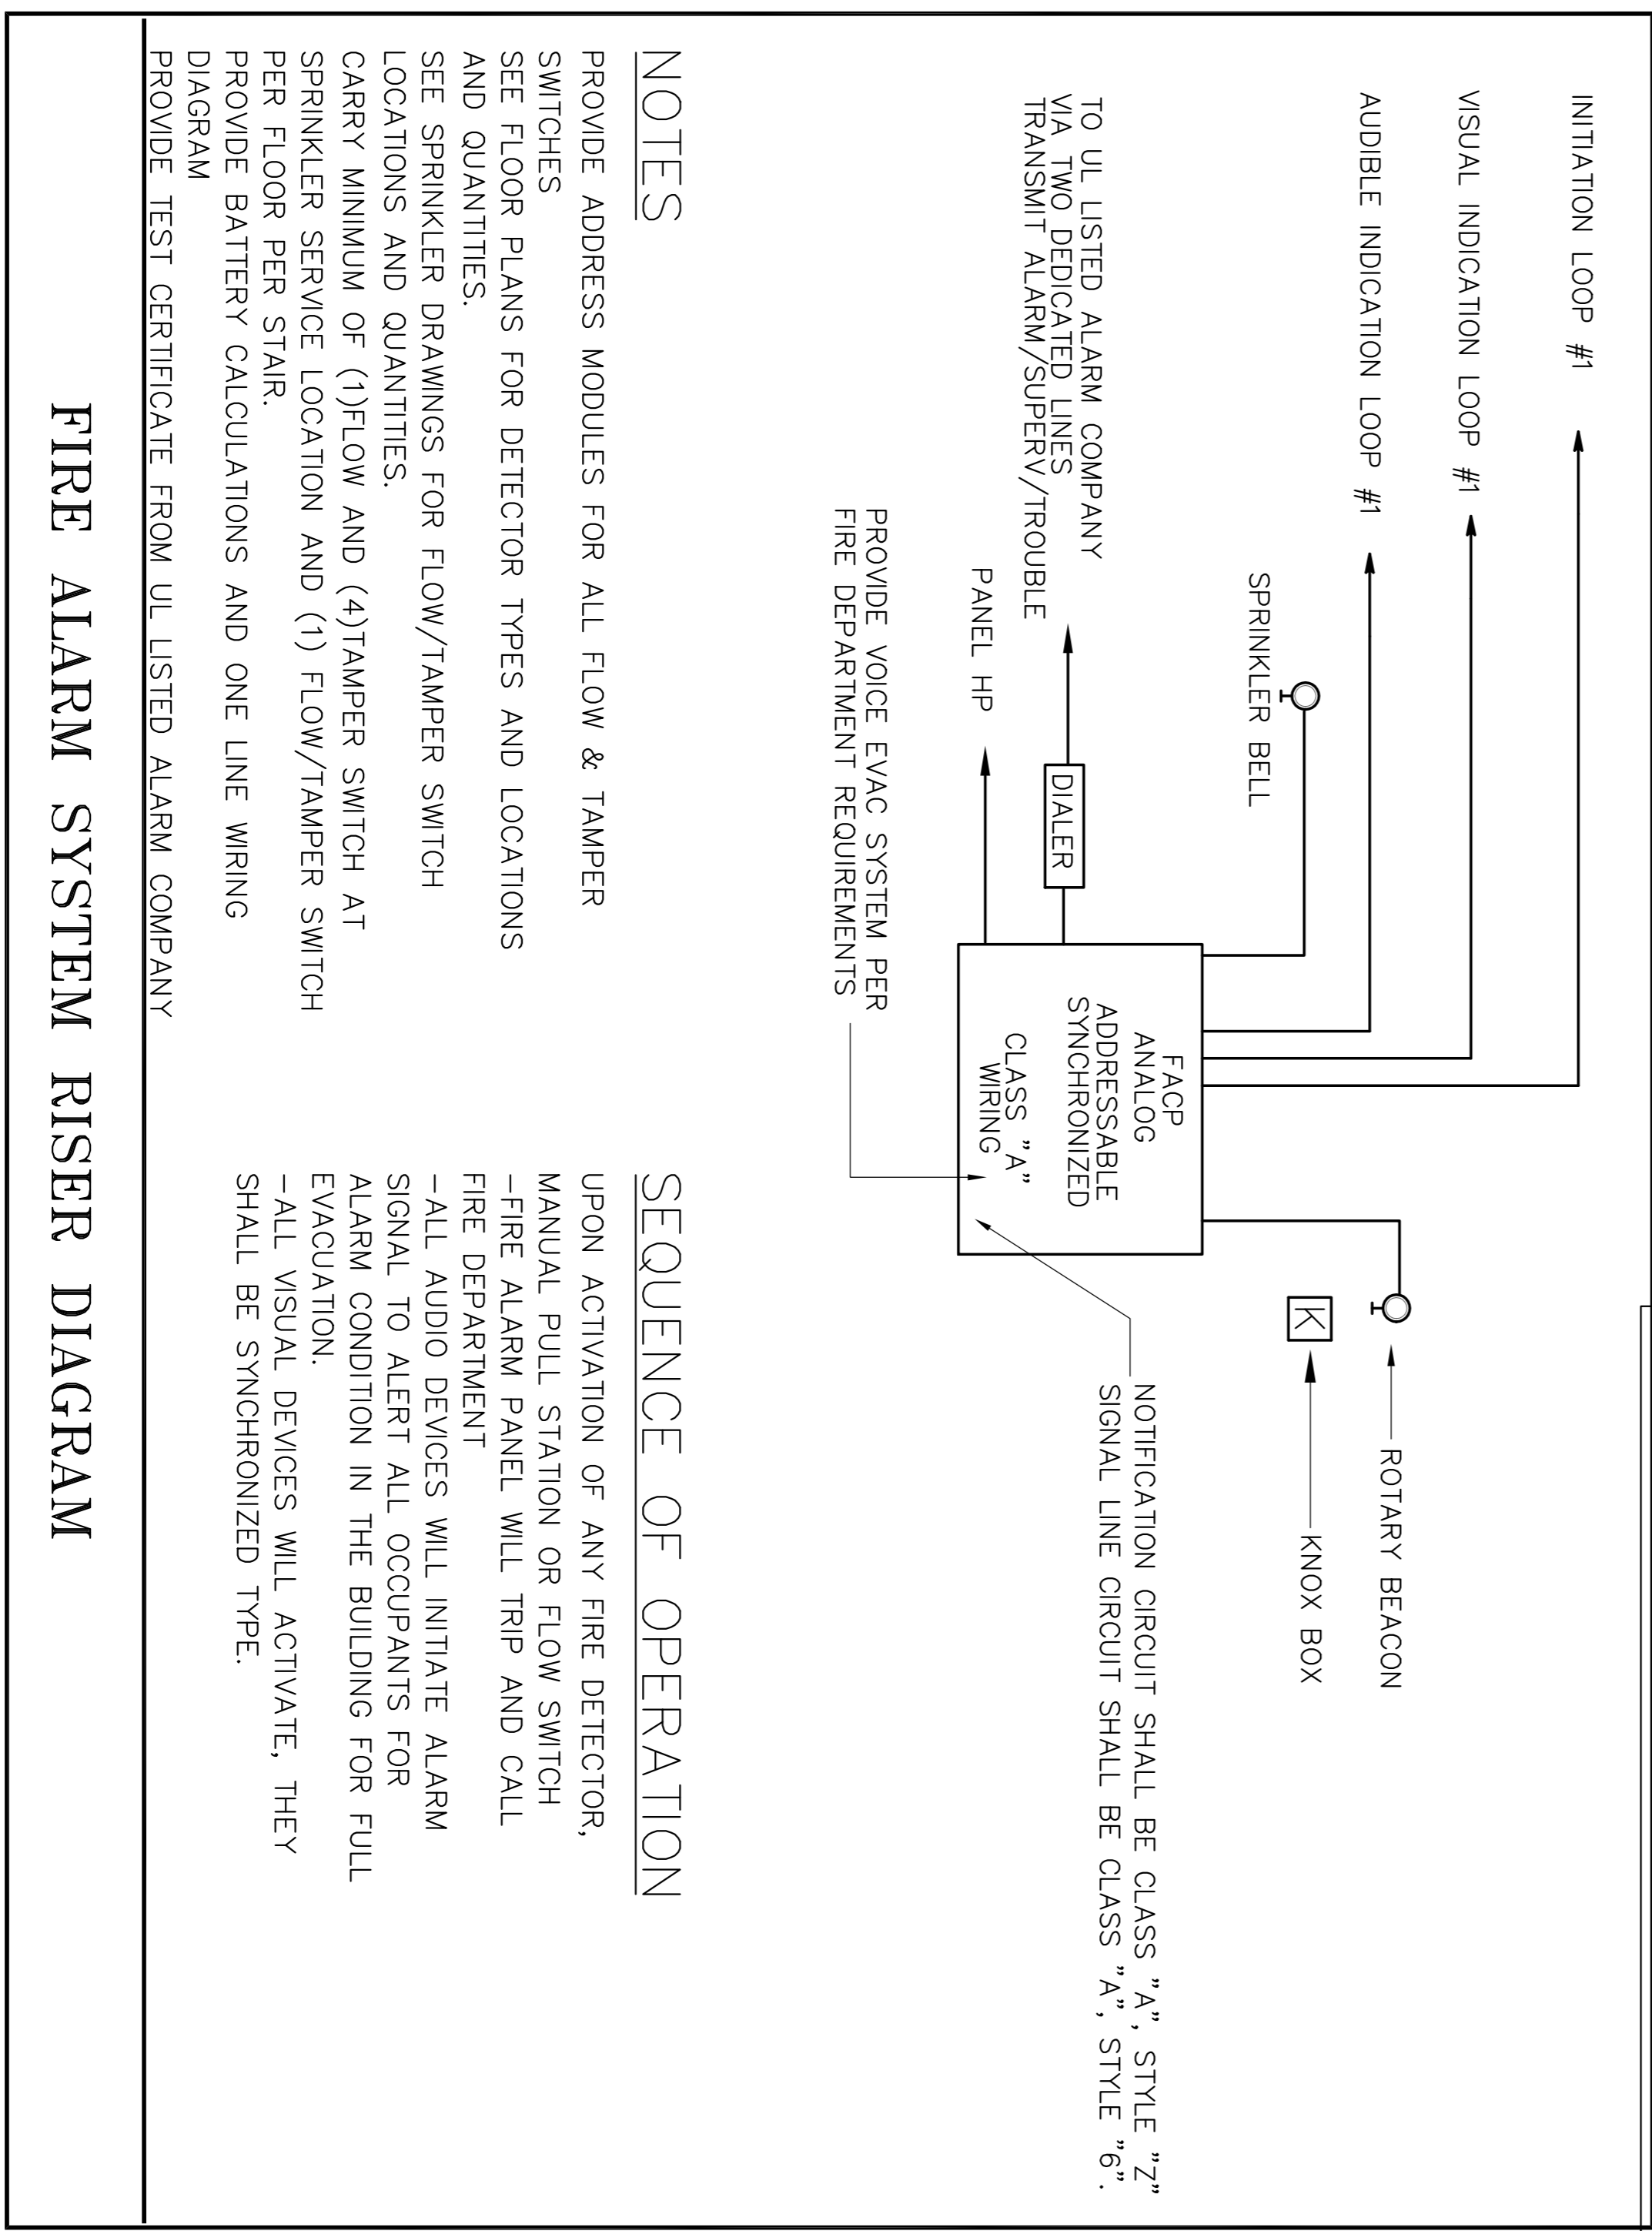 INITIATION LOOP #1
VISUAL INDICATION LOOP #1
AUDIBLE INDICATION LOOP #1
SPRINKLER BELL
ROTARY BEACON
KNOX BOX
K
TO UL LISTED ALARM COMPANY
VIA TWO DEDICATED LINES
TRANSMIT ALARM/SUPERV/TROUBLE
DIALER
PANEL HP
FACP
ANALOG
ADDRESSABLE
SYNCHRONIZED
CLASS "A"
WIRING
NOTIFICATION CIRCUIT SHALL BE CLASS "A", STYLE "Z"
SIGNAL LINE CIRCUIT SHALL BE CLASS "A", STYLE "6".
PROVIDE VOICE EVAC SYSTEM PER
FIRE DEPARTMENT REQUIREMENTS
NOTES
PROVIDE ADDRESS MODULES FOR ALL FLOW & TAMPER
SWITCHES
SEE FLOOR PLANS FOR DETECTOR TYPES AND LOCATIONS
AND QUANTITIES.
SEE SPRINKLER DRAWINGS FOR FLOW/TAMPER SWITCH
LOCATIONS AND QUANTITIES.
CARRY MINIMUM OF (1)FLOW AND (4)TAMPER SWITCH AT
SPRINKLER SERVICE LOCATION AND (1) FLOW/TAMPER SWITCH
PER FLOOR PER STAIR.
PROVIDE BATTERY CALCULATIONS AND ONE LINE WIRING
DIAGRAM
PROVIDE TEST CERTIFICATE FROM UL LISTED ALARM COMPANY
SEQUENCE OF OPERATION
UPON ACTIVATION OF ANY FIRE DETECTOR,
MANUAL PULL STATION OR FLOW SWITCH
-FIRE ALARM PANEL WILL TRIP AND CALL
FIRE DEPARTMENT
-ALL AUDIO DEVICES WILL INITIATE ALARM
SIGNAL TO ALERT ALL OCCUPANTS FOR
ALARM CONDITION IN THE BUILDING FOR FULL
EVACUATION.
-ALL VISUAL DEVICES WILL ACTIVATE, THEY
SHALL BE SYNCHRONIZED TYPE.
FIRE ALARM SYSTEM RISER DIAGRAM